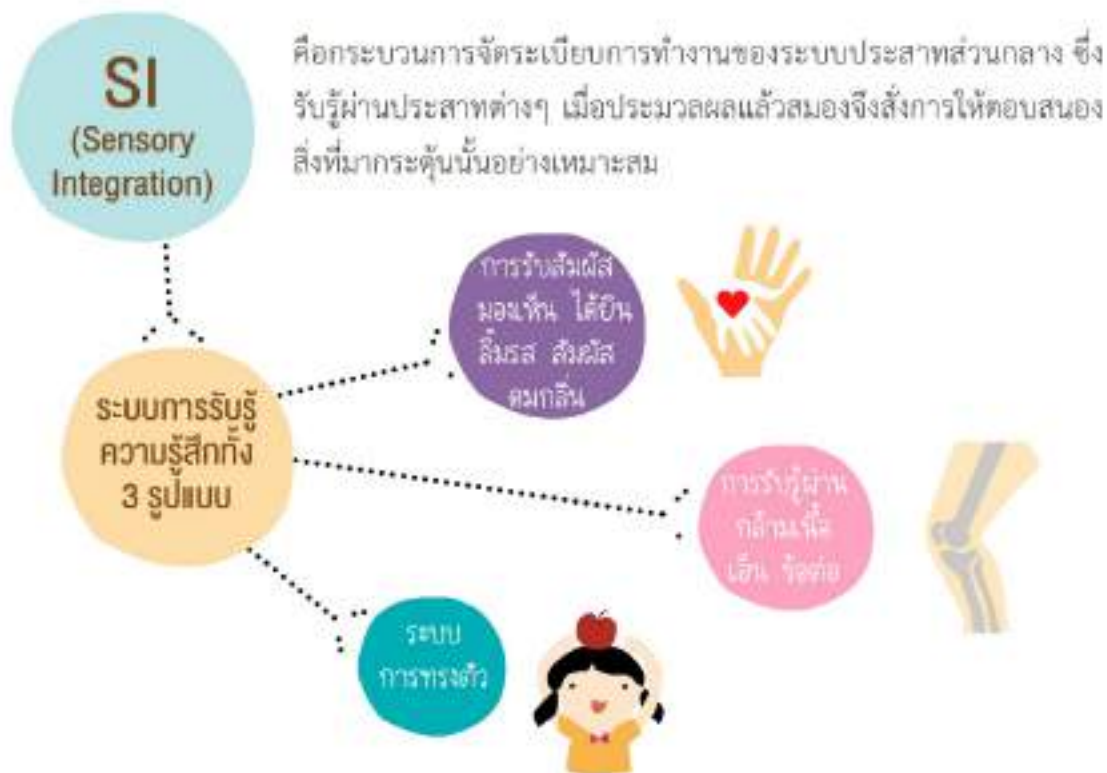 SI
(Sensory
Integration)
คือกระบวนการจัดระเบียบการทำงานของระบบประสาทส่วนกลาง ซึ่ง
รับรู้ผ่านประสาทต่างๆ เมื่อประมวลผลแล้วสมองจึงสั่งการให้ตอบสนอง
สิ่งที่มากระตุ้นนั้นอย่างเหมาะสม
การรับสัมผัส
มองเห็น ได้ยิน
ลิ้มรส สัมผัส
ดมกลิ่น
ระบบการรับรู้
ความรู้สึกทั้ง
3 รูปแบบ
การรับรู้ผ่าน
กล้ามเนื้อ
เอ็น ข้อต่อ
ระบบ
การทรงตัว